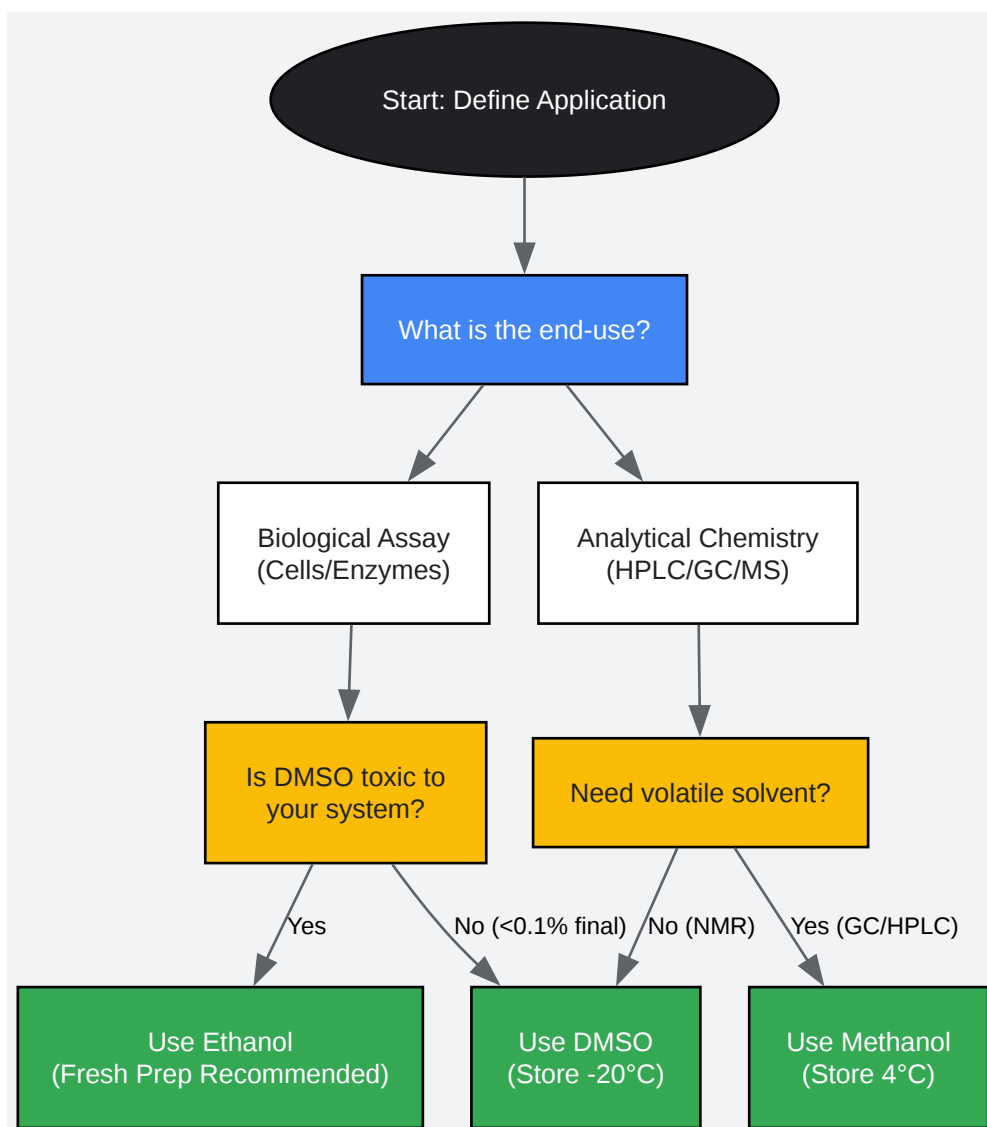 Start: Define Application
What is the end-use?
Biological Assay
(Cells/Enzymes)
Analytical Chemistry
(HPLC/GC/MS)
Is DMSO toxic to
your system?
Need volatile solvent?
Yes
No (<0.1% final)
No (NMR)
Yes (GC/HPLC)
Use Ethanol
(Fresh Prep Recommended)
Use DMSO
(Store -20°C)
Use Methanol
(Store 4°C)